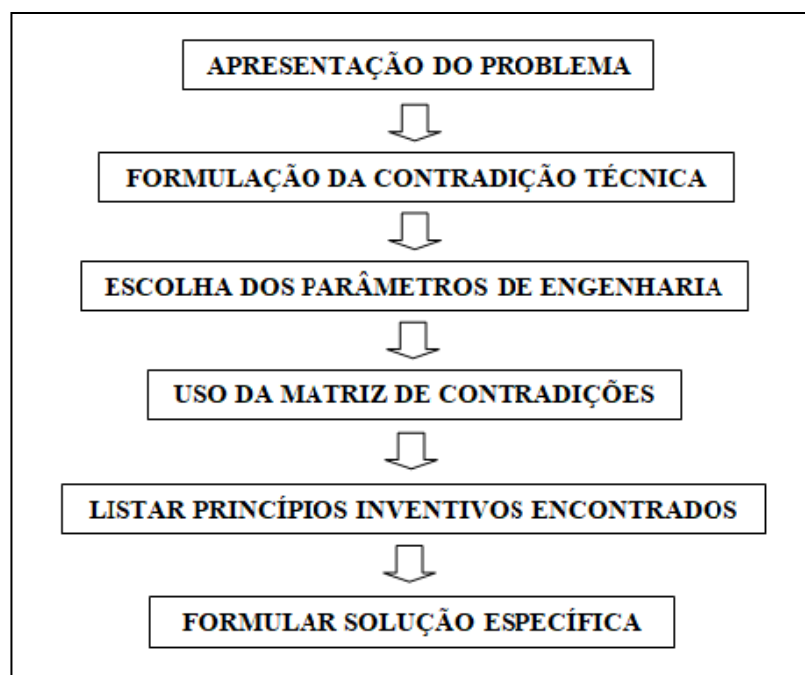 APRESENTAÇÃO DO PROBLEMA
FORMULAÇÃO DA CONTRADIÇÃO TÉCNICA
ESCOLHA DOS PARÂMETROS DE ENGENHARIA
USO DA MATRIZ DE CONTRADIÇÕES
LISTAR PRINCÍPIOS INVENTIVOS ENCONTRADOS
FORMULAR SOLUÇÃO ESPECÍFICA